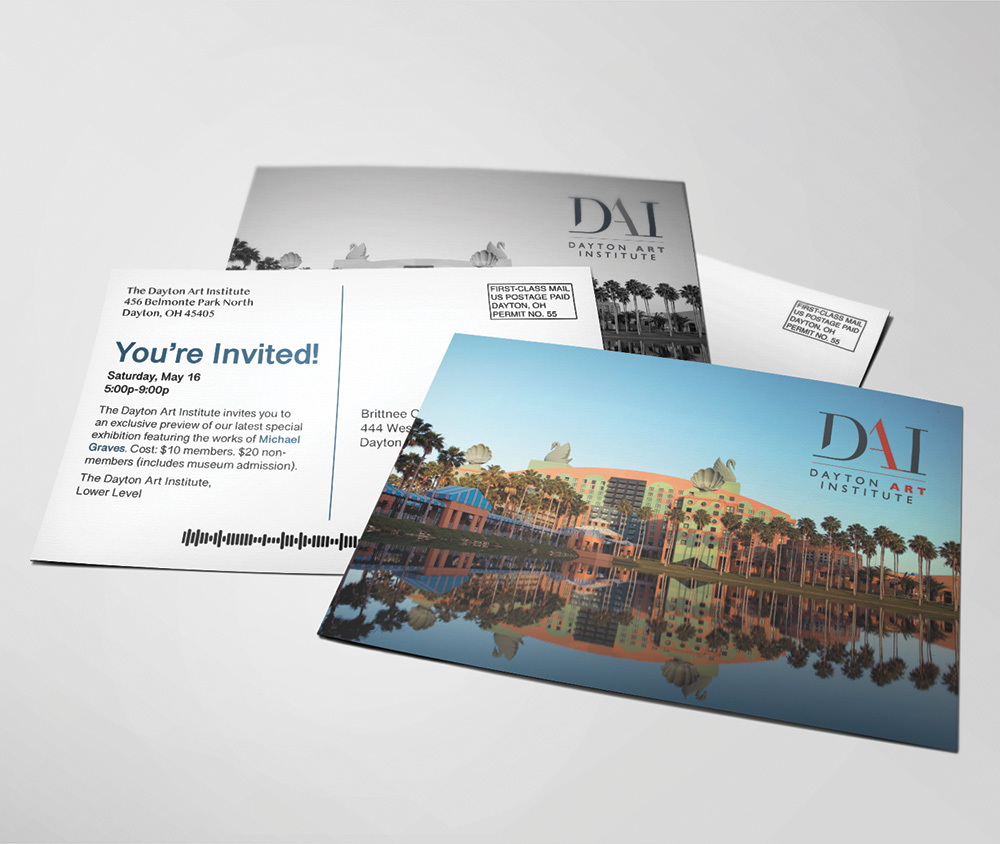 DAI
DAYTON ART
INSTITUTE
The Dayton Art Institute
456 Belmonte Park North
Dayton, OH 45405
FIRST-CLASS MAIL
US POSTAGE PAID
DAYTON, OH
PERMIT NO. 55
You're Invited!
Saturday, May 16
5:00p-9:00p
The Dayton Art Institute invites you to
an exclusive preview of our latest special
exhibition featuring the works of Michael
Graves. Cost: $10 members. $20 non-
members (includes museum admission).
The Dayton Art Institute,
Lower Level
Brittnee
444
Dayton
FIRST-CLASS MAIL
US POSTAGE PAID
DAYTON, OH
PERMIT NO. 55
DAI
DAYTON ART
INSTITUTE